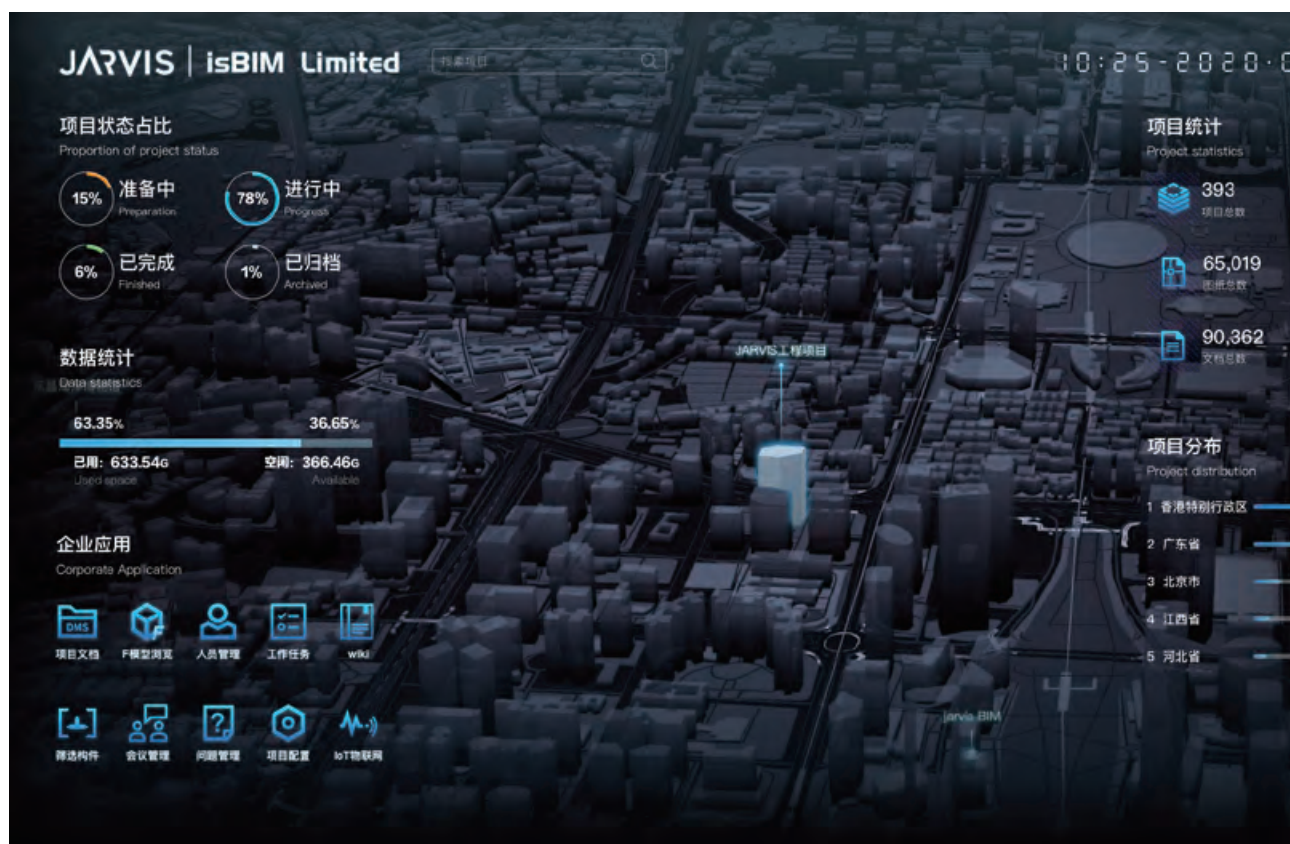 JARVIS | isBIM Limited
搜索项目
10:25-2020·0
项目状态占比
Proportion of project status
15%
准备中
Preparation
78%
进行中
Progress
6%
已完成
Finished
1%
已归档
Archived
数据统计
Data statistics
63.35%
36.65%
已用: 633.54G
空闲: 366.46G
Used space
Available
企业应用
Corporate Application
DMS
项目文档
F模型浏览
人员管理
工作任务
wiki
筛选构件
会议管理
问题管理
项目配置
IoT物联网
JARVIS工程项目
jarvis BIM
项目统计
Project statistics
393
项目总数
65,019
图纸总数
90,362
文档总数
项目分布
Project distribution
1 香港特别行政区
2 广东省
3 北京市
4 江西省
5 河北省